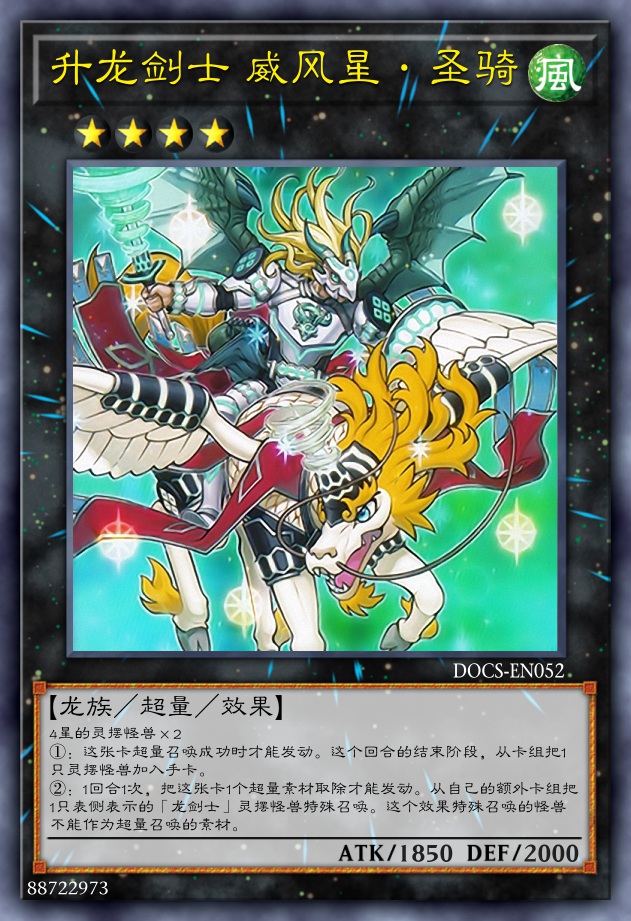 升龙剑士 威风星·圣骑 風
DOCS-EN052
【龙族／超量／效果】
4星的灵摆怪兽×2
①：这张卡超量召唤成功时才能发动。这个回合的结束阶段，从卡组把1
只灵摆怪兽加入手卡。
②：1回合1次，把这张卡1个超量素材取除才能发动。从自己的额外卡组把
1只表侧表示的「龙剑士」灵摆怪兽特殊召唤。这个效果特殊召唤的怪兽
不能作为超量召唤的素材。
ATK/1850 DEF/2000
88722973